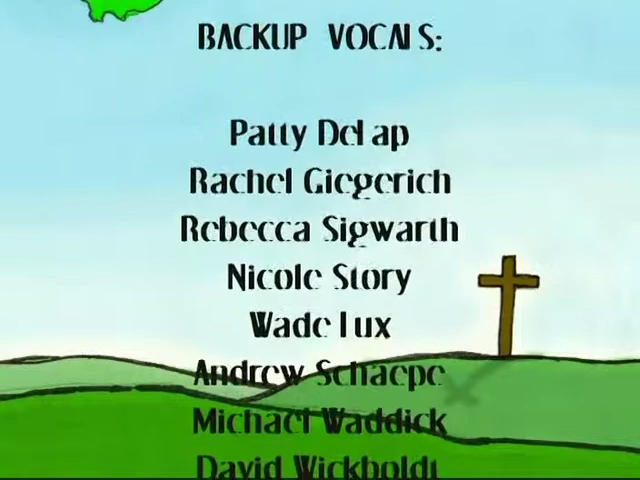 BACKUP VOCALS:
Patty DeLap
Rachel Giegerich
Rebecca Sigwarth
Nicole Story
Wade Lux
Andrew Schaepe
Michael Waddick
David Wickboldt